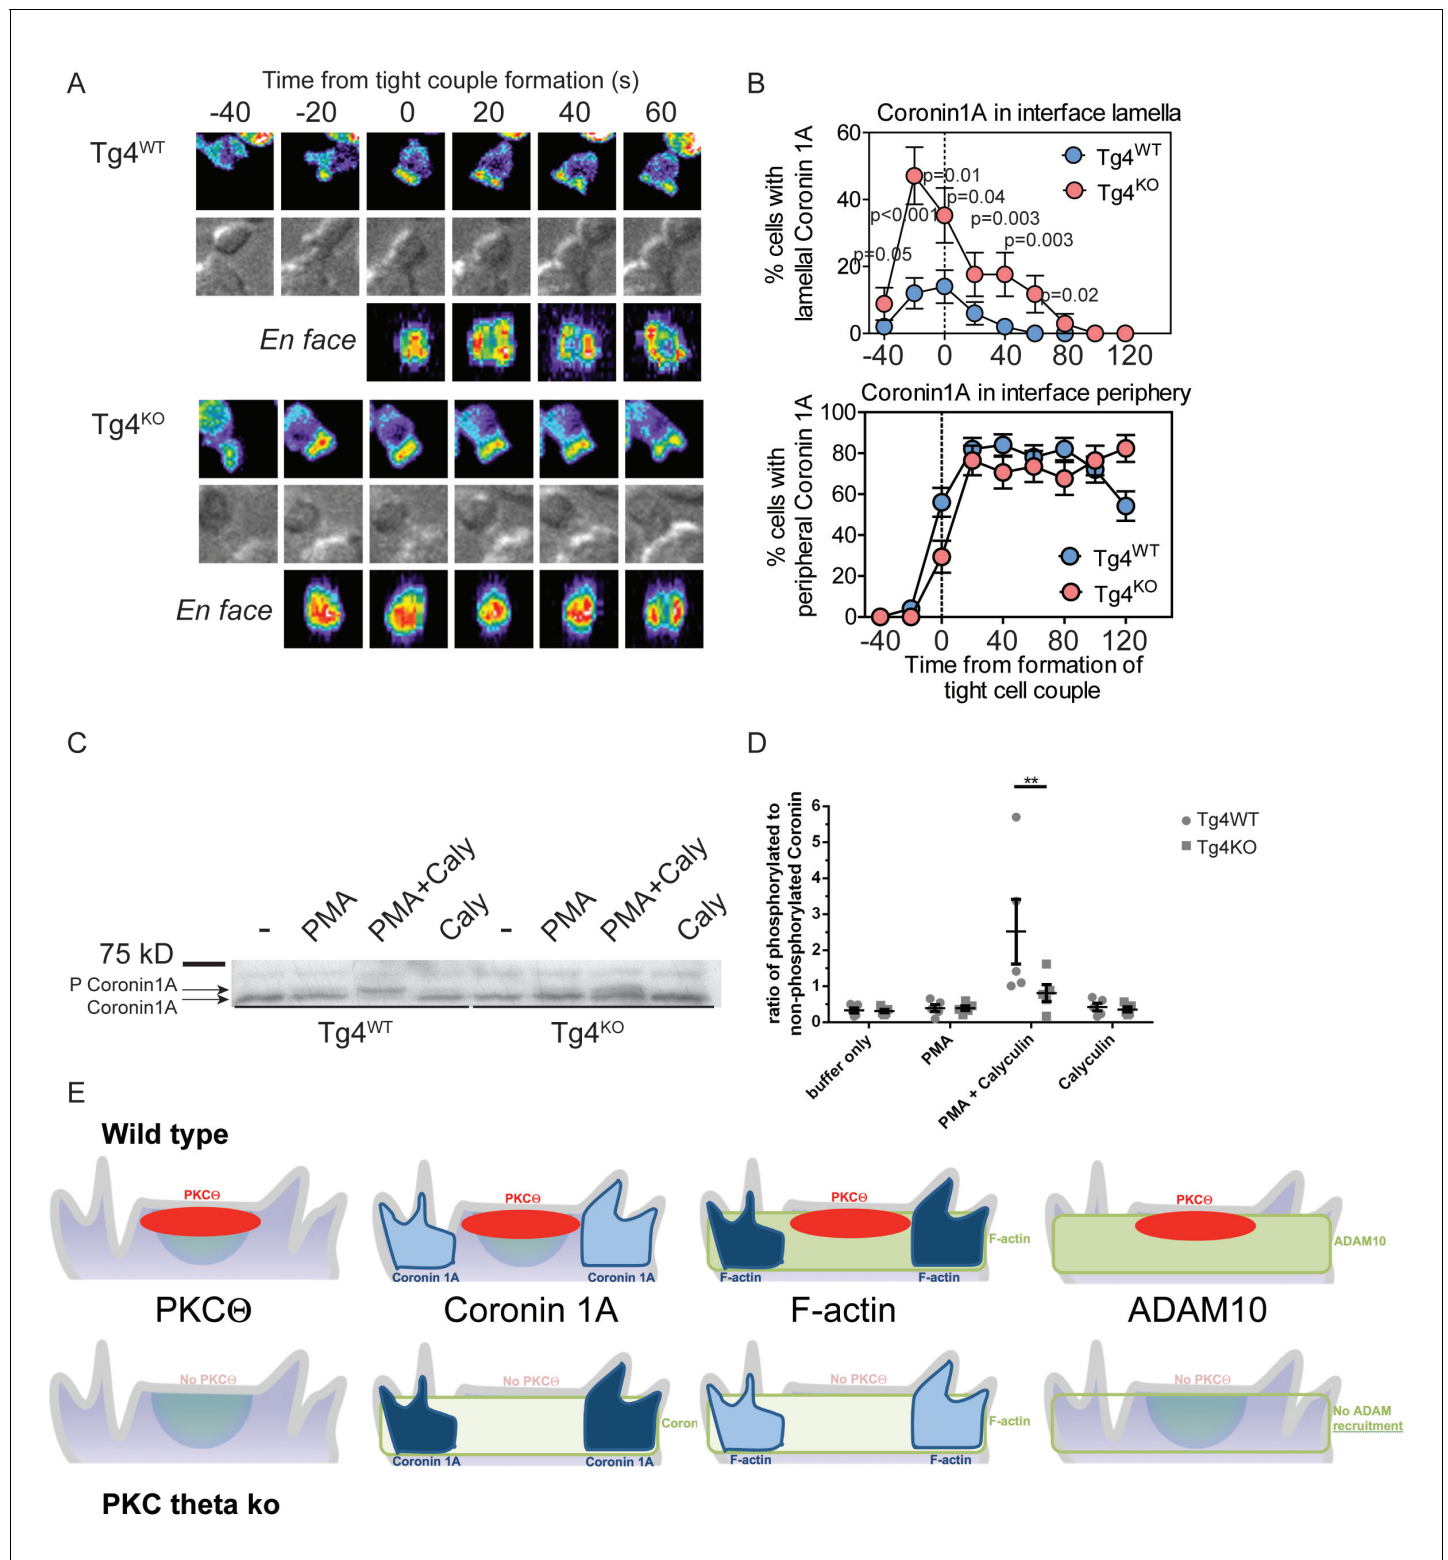 A
Time from tight couple formation (s)
-40 -20 0 20 40 60
Tg4WT
En face
Tg4KO
En face
B
Coronin1A in interface lamella
% cells with
lamellal Coronin 1A
60
40
20
0
Tg4WT
Tg4KO
p=0.01
p=0.04
p<0.001
p=0.003
p=0.003
p=0.05
p=0.02
-40 0 40 80 120
Coronin1A in interface periphery
% cells with
peripheral Coronin 1A
100
80
60
40
20
0
Tg4WT
Tg4KO
-40 0 40 80 120
Time from formation of
tight cell couple
C
- PMA PMA+Caly Caly - PMA PMA+Caly Caly
75 kD
P Coronin1A
Coronin1A
Tg4WT Tg4KO
D
**
ratio of phosphorylated to
non-phosphorylated Coronin
6
5
4
3
2
1
0
Tg4WT
Tg4KO
buffer only PMA PMA + Calyculin Calyculin
E
Wild type
PKCΘ PKCΘ PKCΘ PKCΘ
F-actin ADAM10
Coronin 1A Coronin 1A F-actin F-actin
PKCΘ Coronin 1A F-actin ADAM10
No PKCΘ No PKCΘ No PKCΘ No PKCΘ
Coron F-actin No ADAM
recruitment
Coronin 1A Coronin 1A F-actin F-actin
PKC theta ko